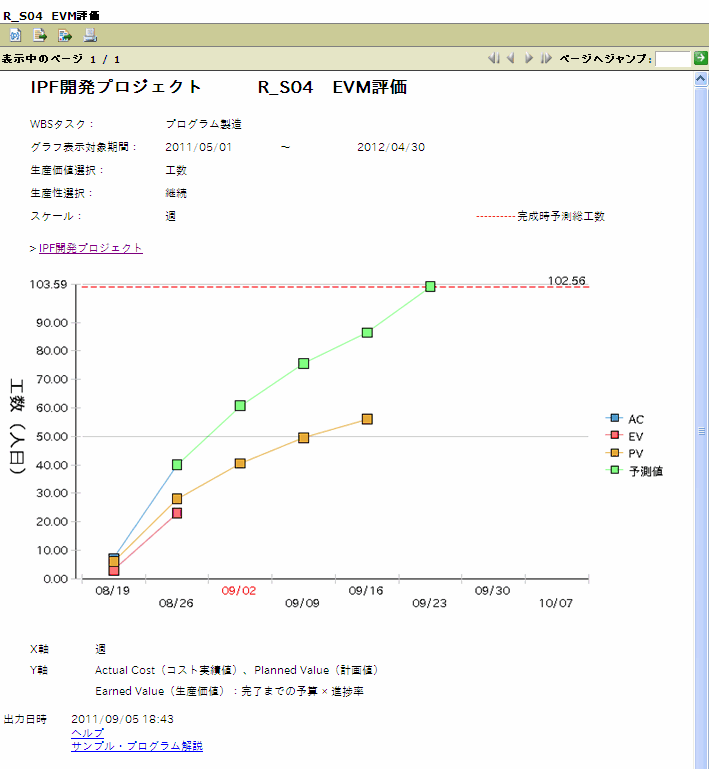 R_S04 EVM評価
表示中のページ 1 / 1
ページへジャンプ:
IPF開発プロジェクト R_S04 EVM評価
WBSタスク： プログラム製造
グラフ表示対象期間： 2011/05/01 ～ 2012/04/30
生産価値選択： 工数
生産性選択： 継続
スケール： 週
----------完成時予測総工数
> IPF開発プロジェクト
103.59
102.56
90.00
80.00
70.00
60.00
50.00
40.00
30.00
20.00
10.00
0.00
工数（人日）
AC
EV
PV
予測値
08/19 09/02 09/16 09/30
08/26 09/09 09/23 10/07
X軸 週
Y軸 Actual Cost（コスト実績値）、Planned Value（計画値）
Earned Value（生産価値）：完了までの予算 × 進捗率
出力日時 2011/09/05 18:43
ヘルプ
サンプル・プログラム解説